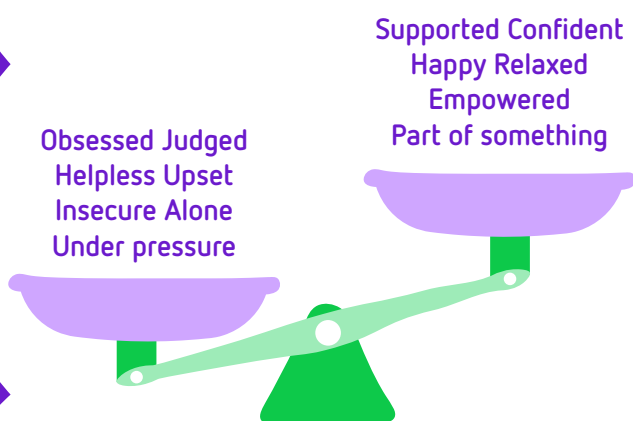 Supported Confident
Happy Relaxed
Empowered
Part of something
Obsessed Judged
Helpless Upset
Insecure Alone
Under pressure